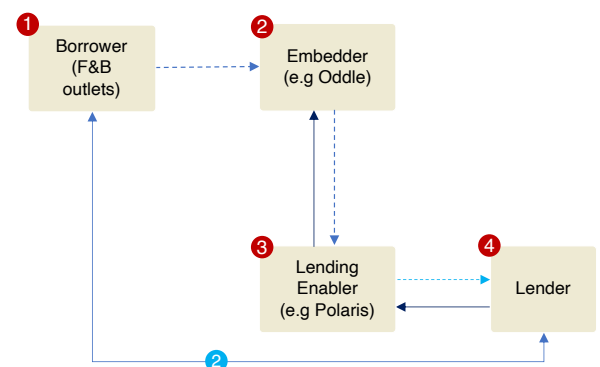 1
Borrower
(F&B
outlets)
2
Embedder
(e.g Oddle)
3
Lending
Enabler
(e.g Polaris)
4
Lender
2